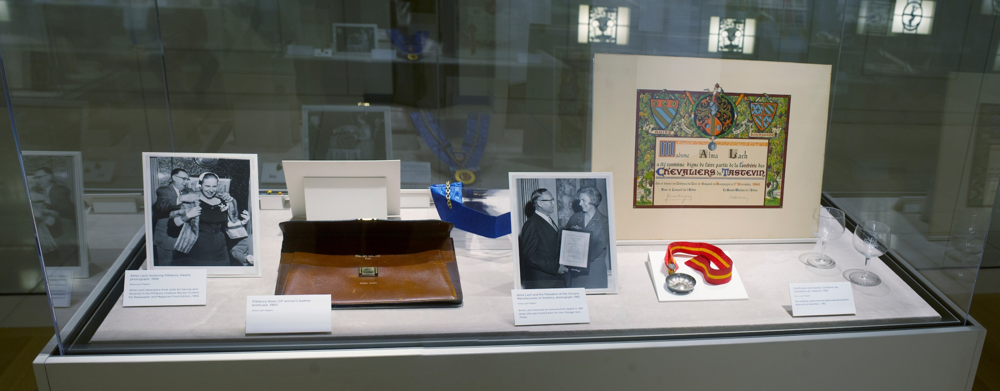 Alma Lach receiving Pillsbury Award,
photograph, 1958
Alma Lach Papers
Alma Lach received a mink stole for having won
1st prize in the Pillsbury Creative Recipe Contest
for Newspaper and Magazine Food Editors, 1958.
1960
ALMA LACH
Pillsbury Bake-Off winner's leather
briefcase, 1960
Alma Lach Papers
Alma Lach and the President of the Grocery
Manufacturers of America, photograph, 1961
Alma Lach Papers
Alma Lach received an achievement award in 1961
when she was Food Editor for the Chicago Sun-
Times.
NUITS
BOURGOGNE
Madame Alma Lach
a été reconnue digne de faire partie de la Confrérie des
CHEVALIERS DU TASTEVIN
fait et donné au Château du Clos de Vougeot en Bourgogne, le 1er Décembre 1962
Pour le Conseil de l'Ordre Le Grand-Maître de l'Ordre
Certificate and Award, Confrérie des
Chevaliers du Tastevin, 1962
Alma Lach Papers
The certificate, award, and wine glasses were presented to
Alma Lach on December 1, 1962.